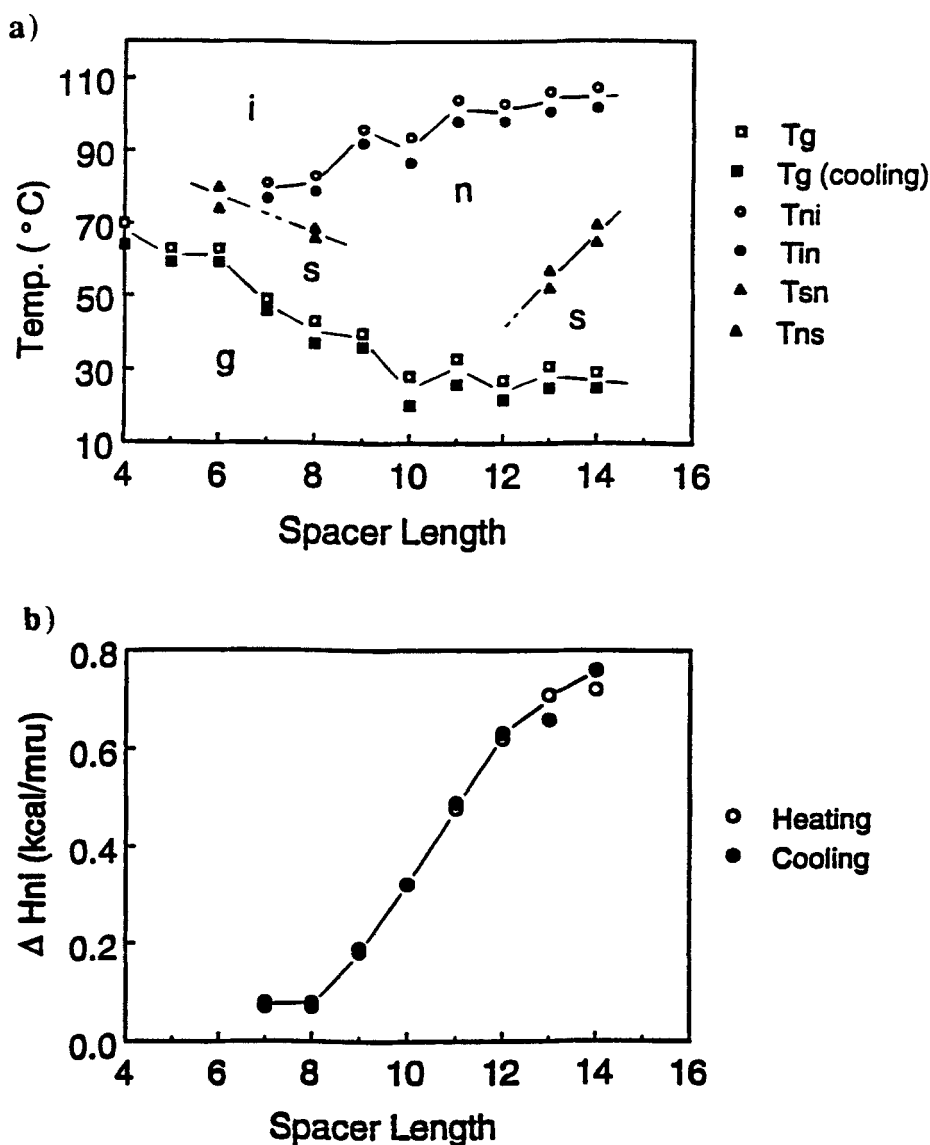 a)
110
90
70
50
30
10
Temp. (°C)
i
n
s
s
g
4 6 8 10 12 14 16
Spacer Length
Tg
Tg (cooling)
Tni
Tin
Tsn
Tns
b)
0.8
0.6
0.4
0.2
0.0
Δ Hni (kcal/mru)
4 6 8 10 12 14 16
Spacer Length
Heating
Cooling